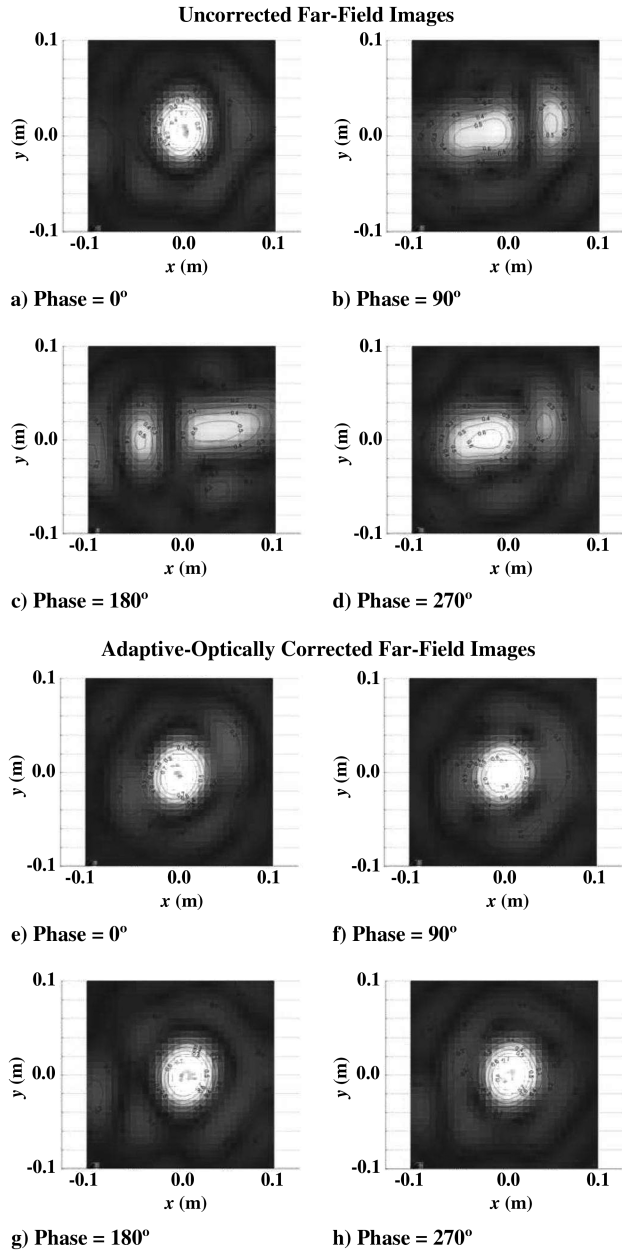 Uncorrected Far-Field Images
0.1 0.1
y (m) y (m)
0.0 0.0
-0.1 -0.1
-0.1 0.0 0.1 -0.1 0.0 0.1
x (m) x (m)
a) Phase = 0º b) Phase = 90º
0.1 0.1
y (m) y (m)
0.0 0.0
-0.1 -0.1
-0.1 0.0 0.1 -0.1 0.0 0.1
x (m) x (m)
c) Phase = 180º d) Phase = 270º
Adaptive-Optically Corrected Far-Field Images
0.1 0.1
y (m) y (m)
0.0 0.0
-0.1 -0.1
-0.1 0.0 0.1 -0.1 0.0 0.1
x (m) x (m)
e) Phase = 0º f) Phase = 90º
0.1 0.1
y (m) y (m)
0.0 0.0
-0.1 -0.1
-0.1 0.0 0.1 -0.1 0.0 0.1
x (m) x (m)
g) Phase = 180º h) Phase = 270º